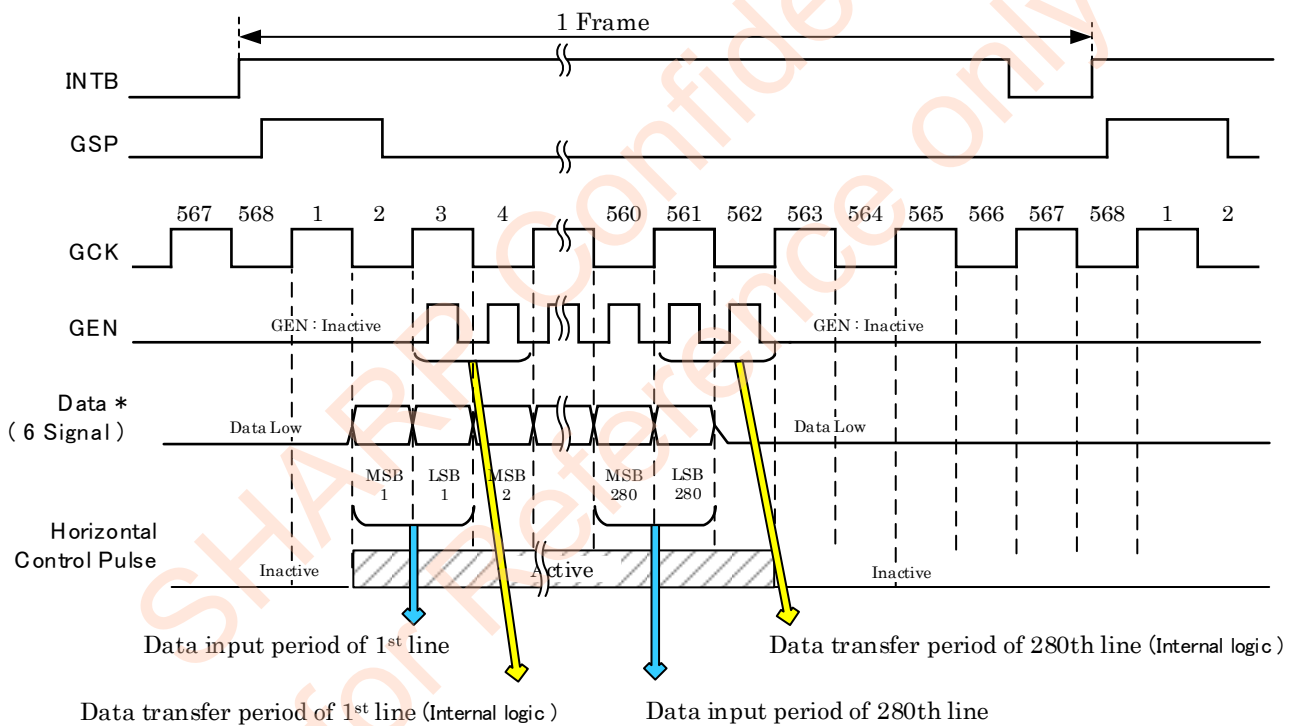 1 Frame
INTB
GSP
567 568 1 2 3 4 560 561 562 563 564 565 566 567 568 1 2
GCK
GEN
GEN : Inactive
GEN : Inactive
Data *
( 6 Signal )
Data Low
Data Low
MSB 1
LSB 1
MSB 2
MSB 280
LSB 280
Horizontal
Control Pulse
Inactive
Active
Inactive
Data input period of 1st line
Data transfer period of 280th line (Internal logic )
Data transfer period of 1st line (Internal logic )
Data input period of 280th line
SHARP Confide
for Reference only